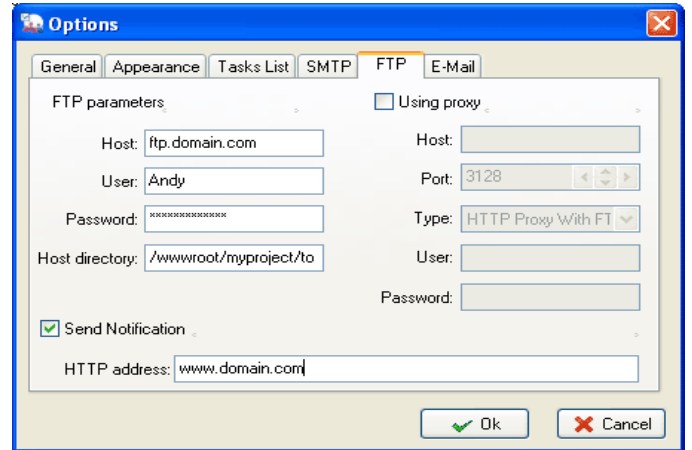 Options
General Appearance Tasks List SMTP FTP E-Mail
FTP parameters
Host: ftp.domain.com
User: Andy
Password: *************
Host directory: /wwwroot/myproject/to
Using proxy
Host:
Port: 3128
Type: HTTP Proxy With FT
User:
Password:
Send Notification
HTTP address: www.domain.com
Ok Cancel